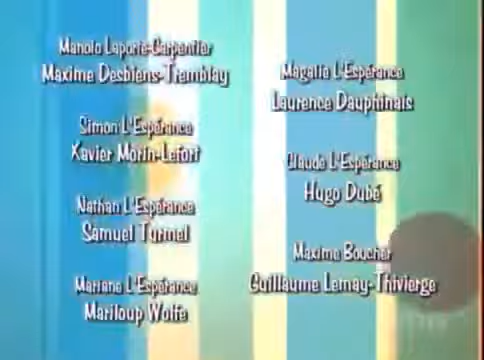 Manolo Laporte-Carpentier
Maxime Desbiens-Tremblay
Simon L'Espérance
Xavier Morin-Lefort
Nathan L'Espérance
Samuel Turmel
Mariane L'Espérance
Mariloup Wolfe
Magalie L'Espérance
Laurence Dauphinais
Claude L'Espérance
Hugo Dubé
Maxime Boucher
Guillaume Lemay-Thivierge